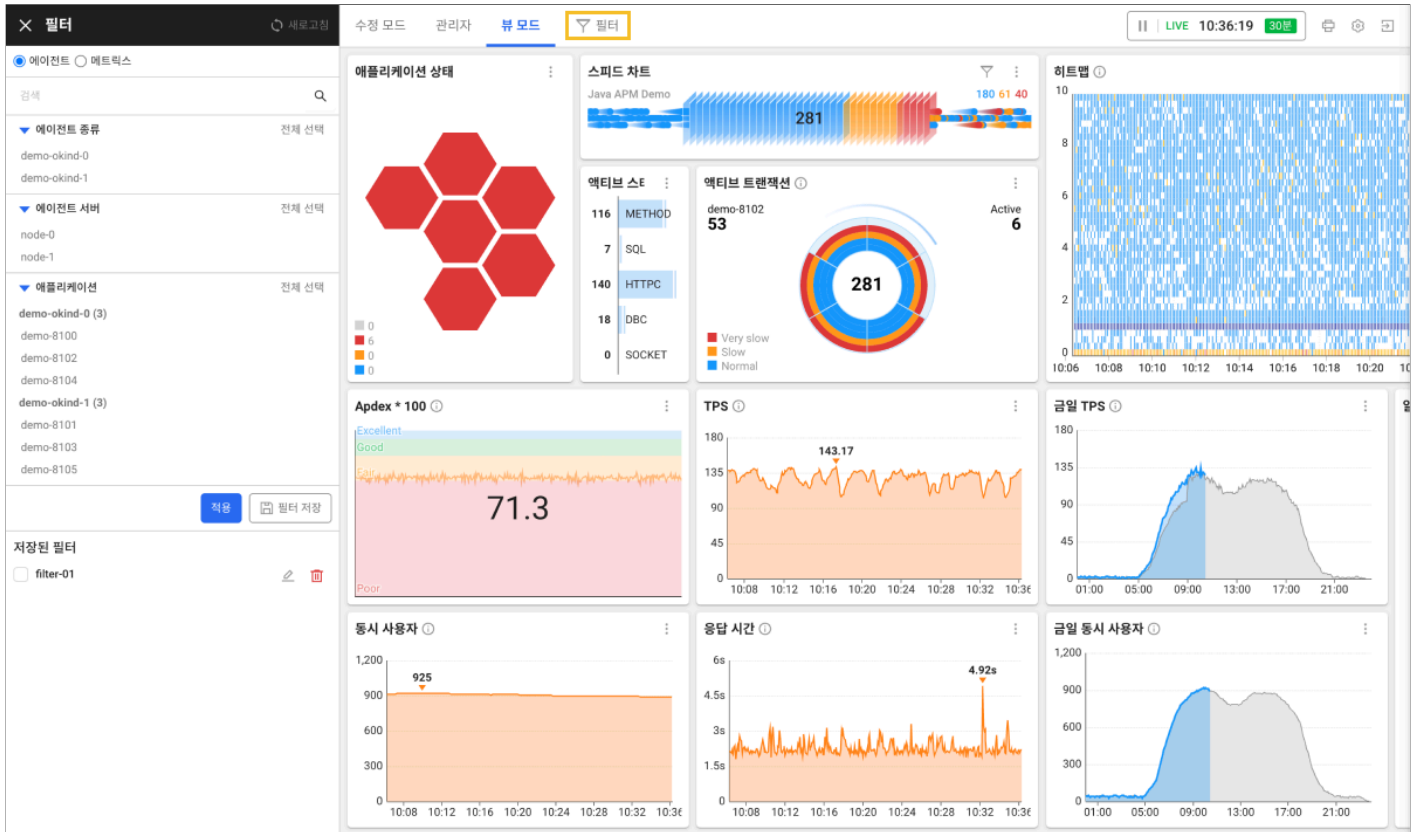 필터
새로고침
에이전트 메트릭스
검색
에이전트 종류 전체 선택
demo-okind-0
demo-okind-1
에이전트 서버 전체 선택
node-0
node-1
애플리케이션 전체 선택
demo-okind-0 (3)
demo-8100
demo-8102
demo-8104
demo-okind-1 (3)
demo-8101
demo-8103
demo-8105
적용 필터 저장
저장된 필터
filter-01
수정 모드 관리자 뷰 모드 필터
LIVE 10:36:19 30분
애플리케이션 상태
0
6
0
0
스피드 차트
Java APM Demo 180 61 40
281
액티브 스
116 METHOD
7 SQL
140 HTTPC
18 DBC
0 SOCKET
액티브 트랜잭션
demo-8102 Active
53 6
281
Very slow
Slow
Normal
히트맵
10
8
6
4
2
0
10:06 10:08 10:10 10:12 10:14 10:16 10:18 10:20 10
Apdex * 100
Excellent
Good
Fair
71.3
Poor
TPS
180
143.17
135
90
45
0
10:08 10:12 10:16 10:20 10:24 10:28 10:32 10:36
금일 TPS
180
135
90
45
0
01:00 05:00 09:00 13:00 17:00 21:00
동시 사용자
1,200
925
900
600
300
0
10:08 10:12 10:16 10:20 10:24 10:28 10:32 10:36
응답 시간
6s
4.92s
4.5s
3s
1.5s
0
10:08 10:12 10:16 10:20 10:24 10:28 10:32 10:36
금일 동시 사용자
1,200
900
600
300
0
01:00 05:00 09:00 13:00 17:00 21:00